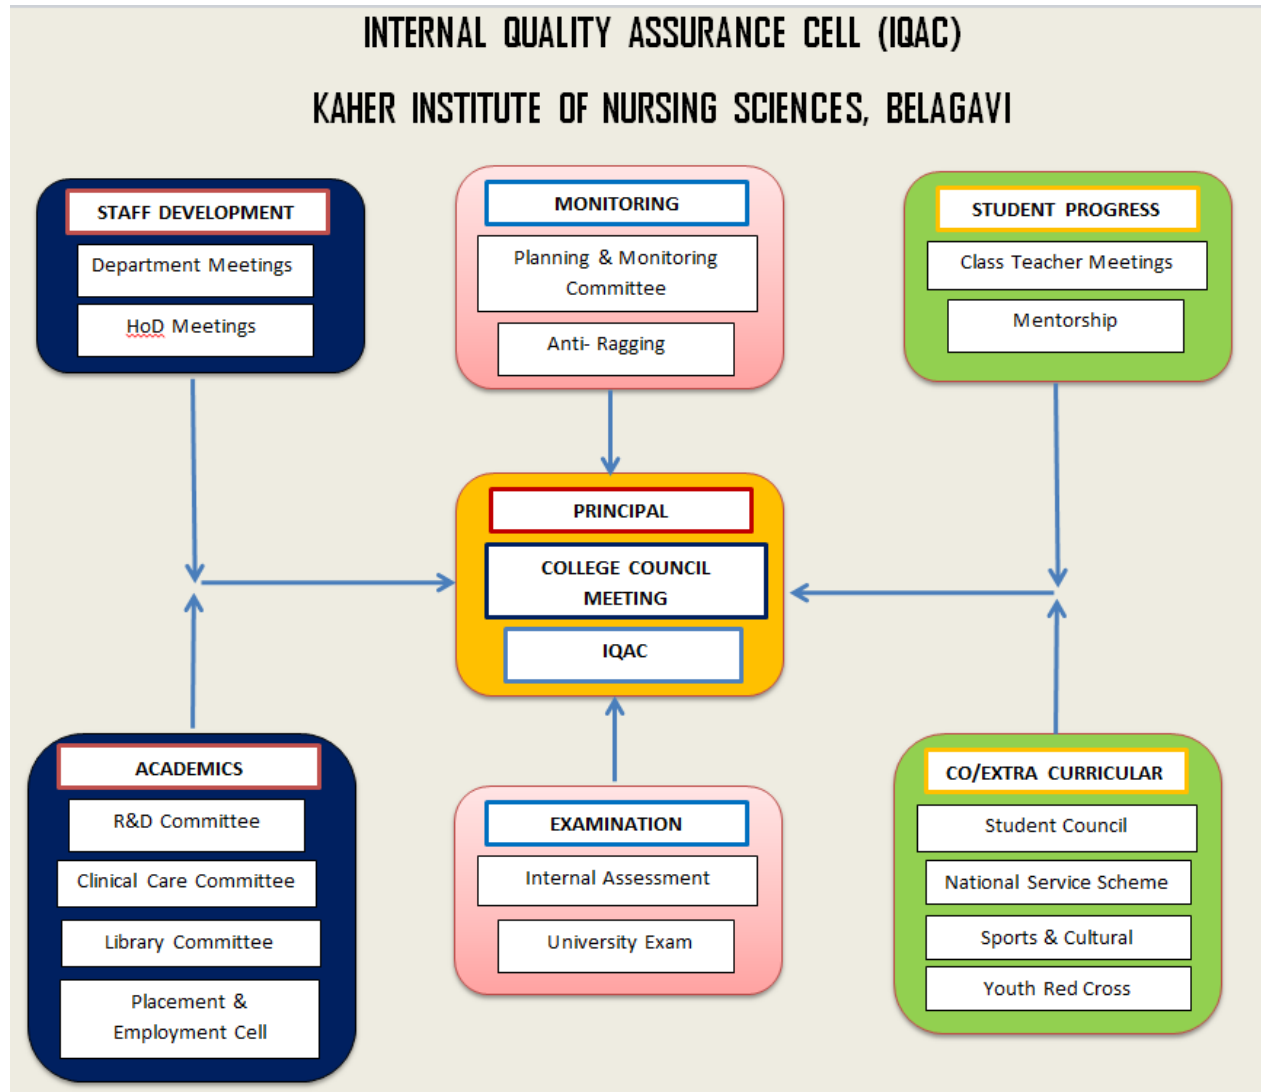 INTERNAL QUALITY ASSURANCE CELL (IQAC)
KAHER INSTITUTE OF NURSING SCIENCES, BELAGAVI
STAFF DEVELOPMENT
Department Meetings
HoD Meetings
MONITORING
Planning & Monitoring
Committee
Anti- Ragging
STUDENT PROGRESS
Class Teacher Meetings
Mentorship
PRINCIPAL
COLLEGE COUNCIL
MEETING
IQAC
ACADEMICS
R&D Committee
Clinical Care Committee
Library Committee
Placement &
Employment Cell
EXAMINATION
Internal Assessment
University Exam
CO/EXTRA CURRICULAR
Student Council
National Service Scheme
Sports & Cultural
Youth Red Cross